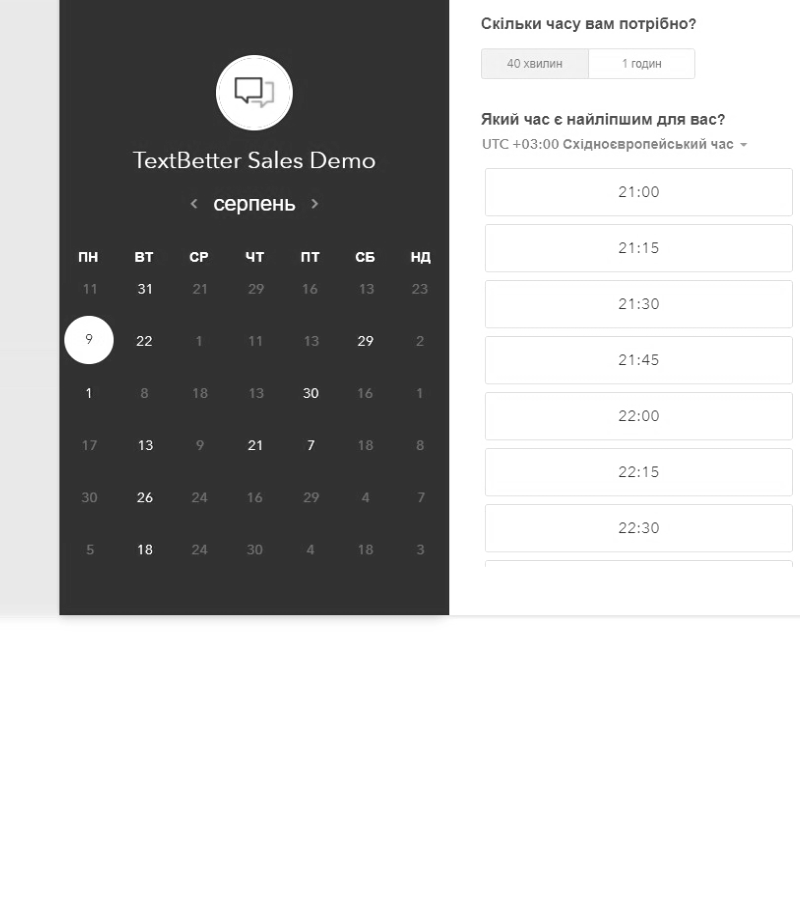 TextBetter Sales Demo
серпень
ПН ВТ СР ЧТ ПТ СБ НД
11 31 21 29 16 13 23
9 22 1 11 13 29 2
1 8 18 13 30 16 1
17 13 9 21 7 18 8
30 26 24 16 29 4 7
5 18 24 30 4 18 3
Скільки часу вам потрібно?
40 хвилин 1 годин
Який час є найліпшим для вас?
UTC +03:00 Східноєвропейський час
21:00
21:15
21:30
21:45
22:00
22:15
22:30